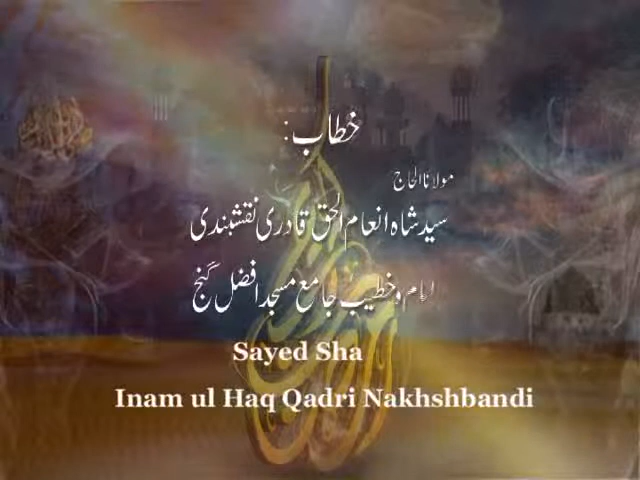 خطاب:
مولانا الحاج
سید شاہ انعام الحق قادری نقشبندی
امام و خطیب جامع مسجد افضل گنج
Sayed Sha
Inam ul Haq Qadri Nakhshbandi